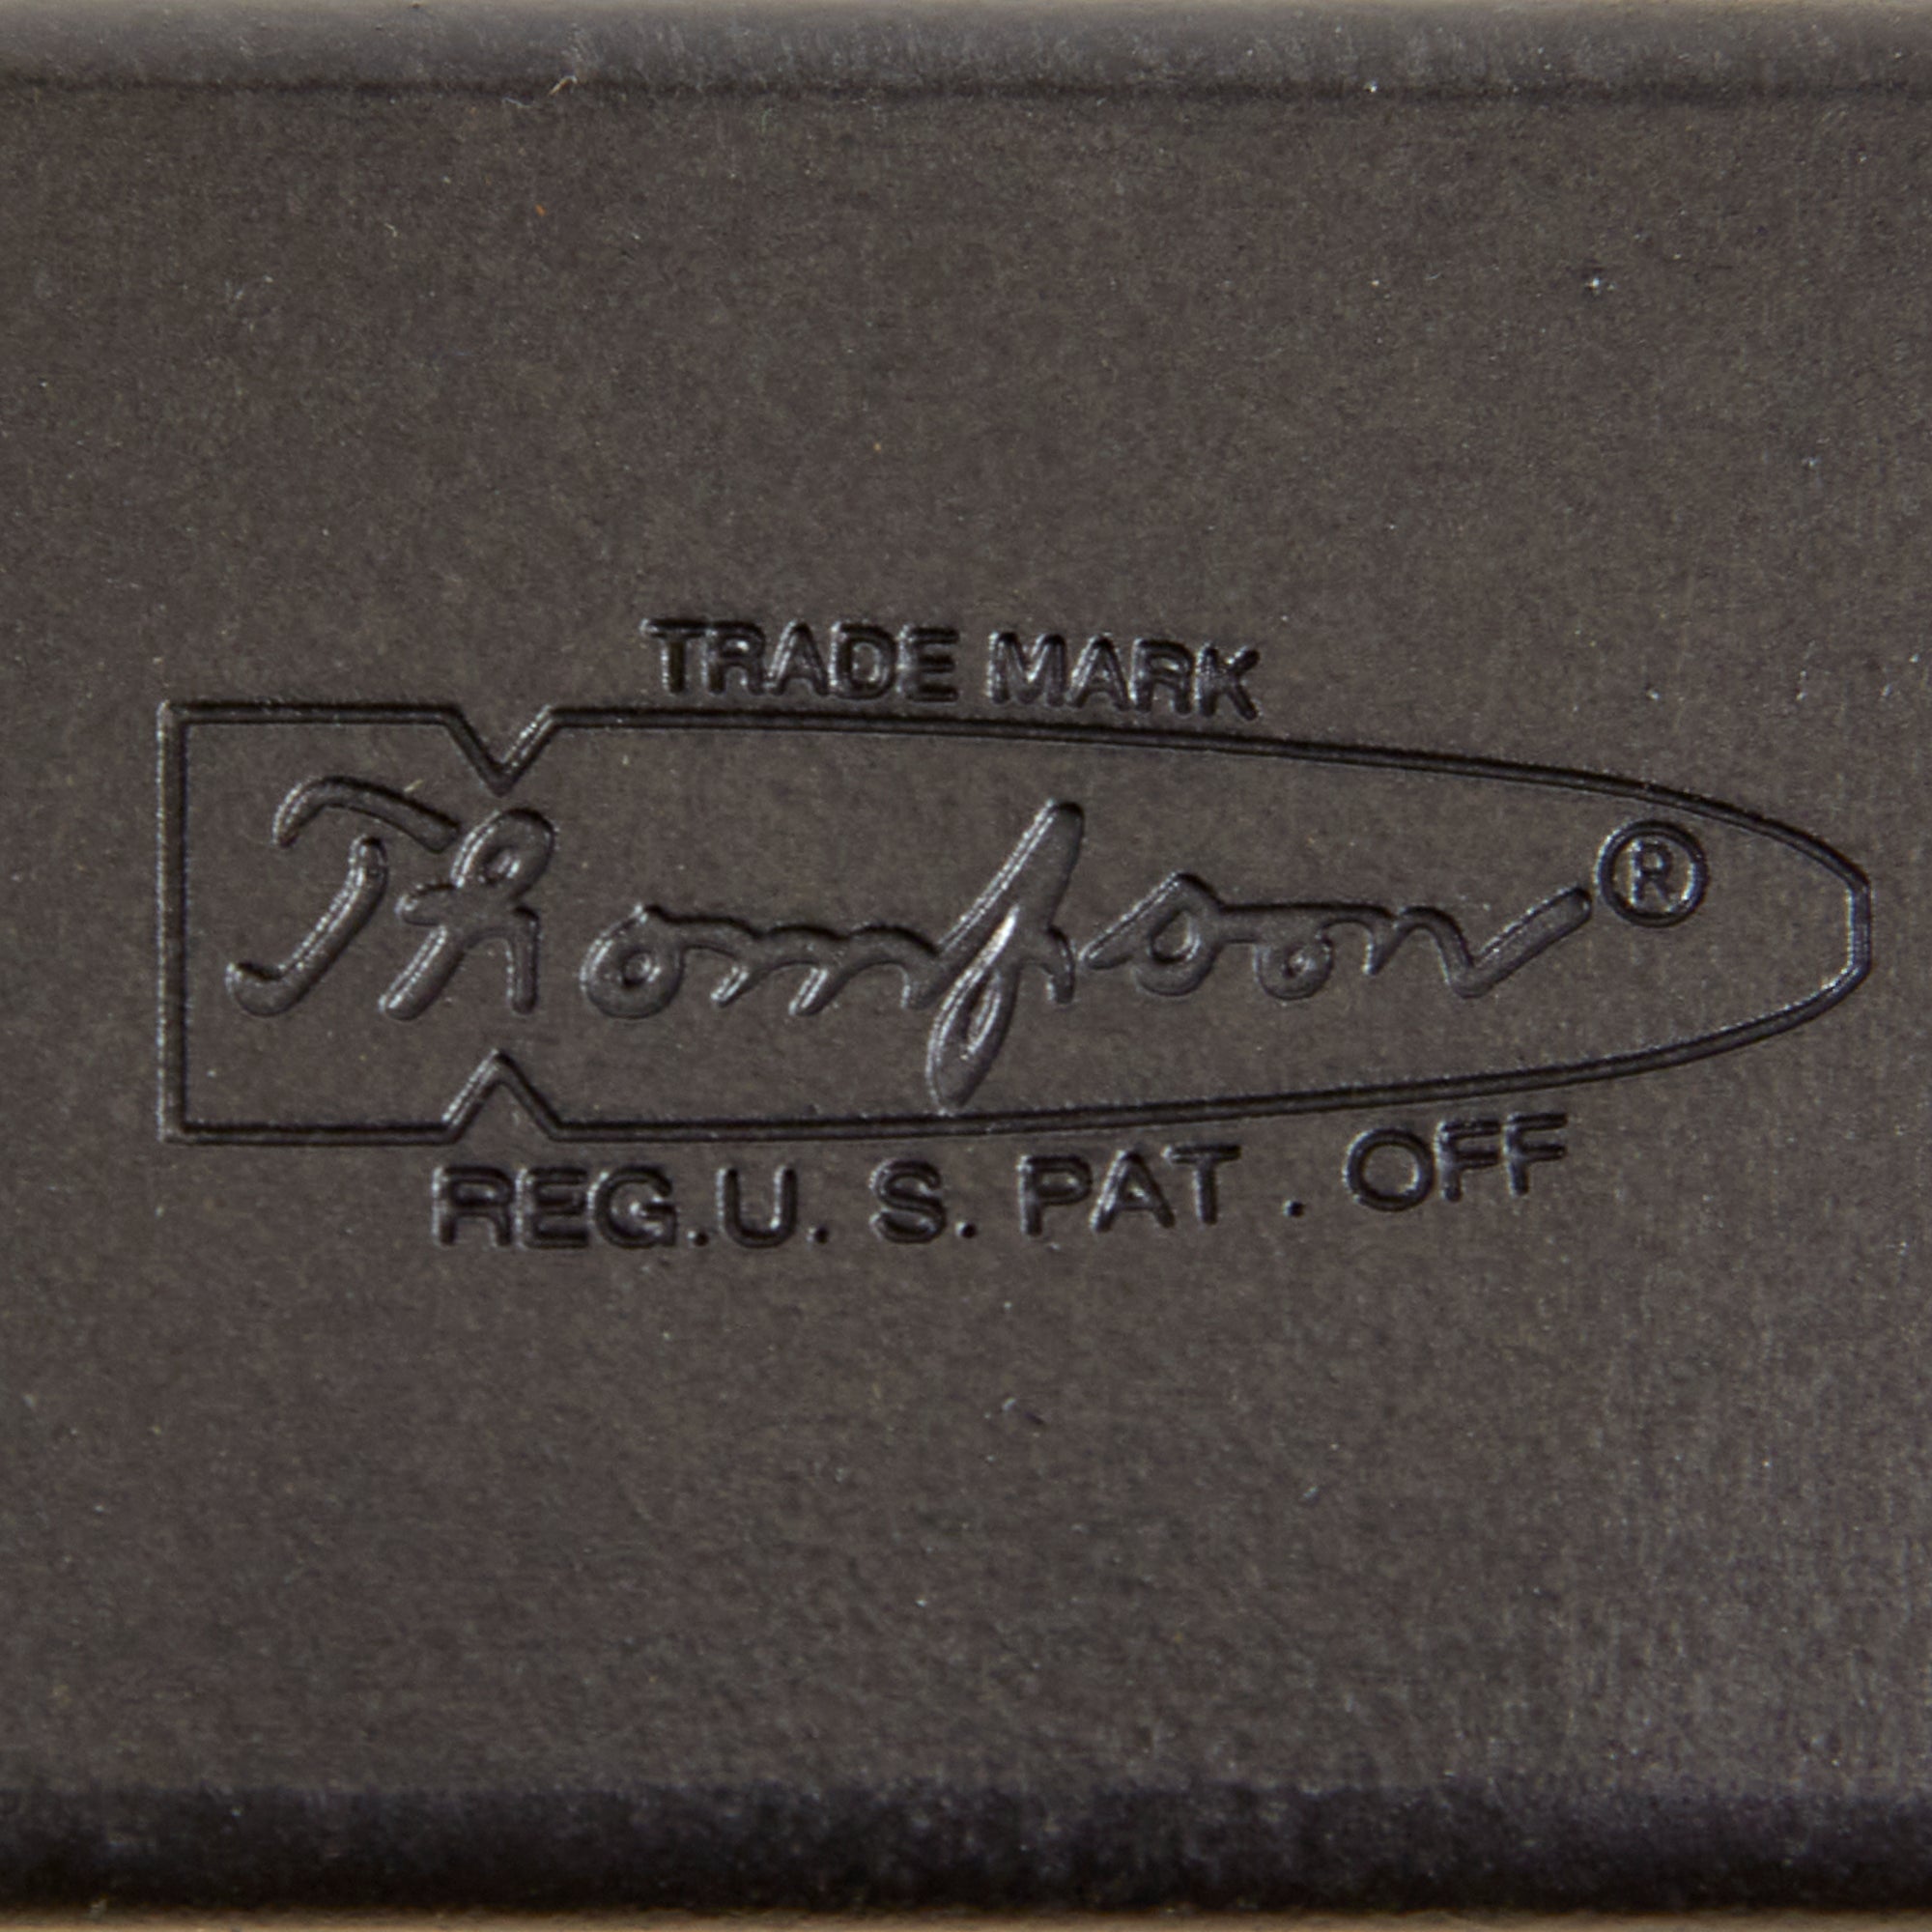 TRADE MARK
Thompson®
REG.U. S. PAT . OFF